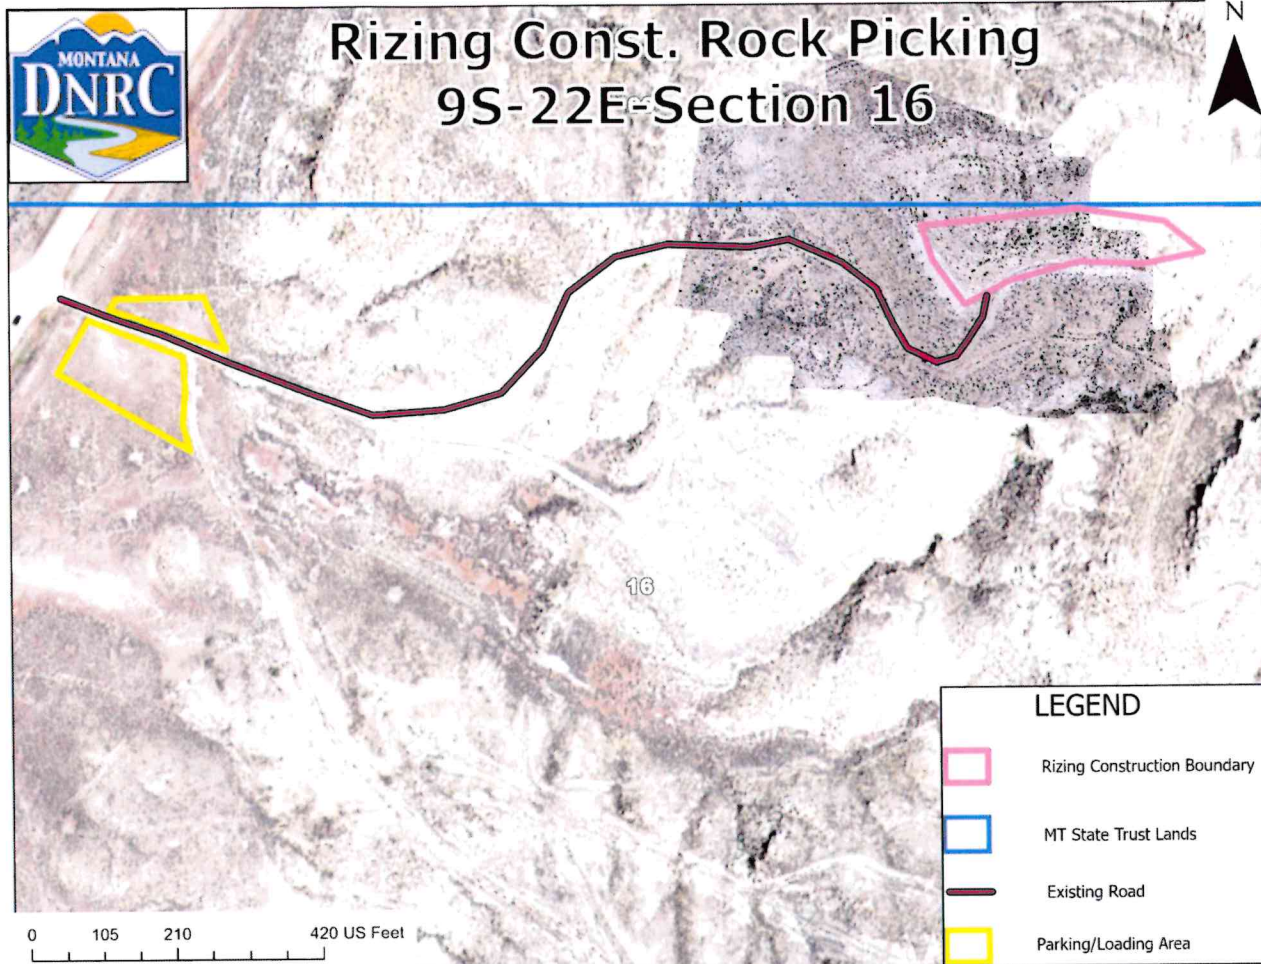 MONTANA
DNRC
Rizing Const. Rock Picking
9S-22E-Section 16
N
16
LEGEND
Rizing Construction Boundary
MT State Trust Lands
Existing Road
Parking/Loading Area
0 105 210 420 US Feet